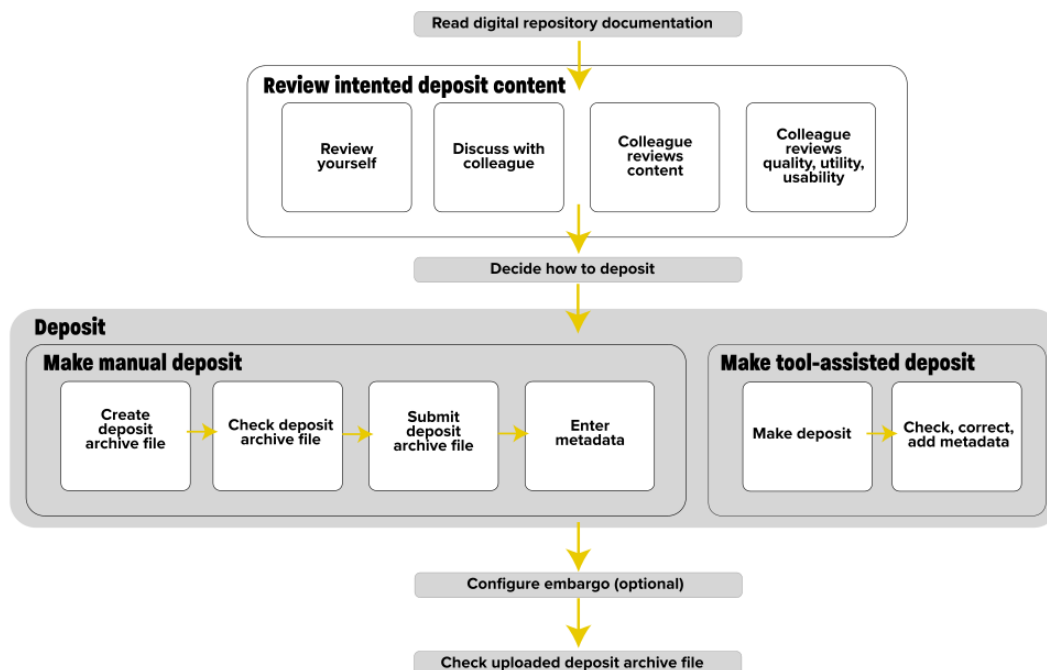 Read digital repository documentation
Review intented deposit content
Review
yourself
Discuss with
colleague
Colleague
reviews
content
Colleague
reviews
quality, utility,
usability
Decide how to deposit
Deposit
Make manual deposit
Create
deposit
archive file
Check deposit
archive file
Submit
deposit
archive file
Enter
metadata
Make tool-assisted deposit
Make deposit
Check, correct,
add metadata
Configure embargo (optional)
Check uploaded deposit archive file